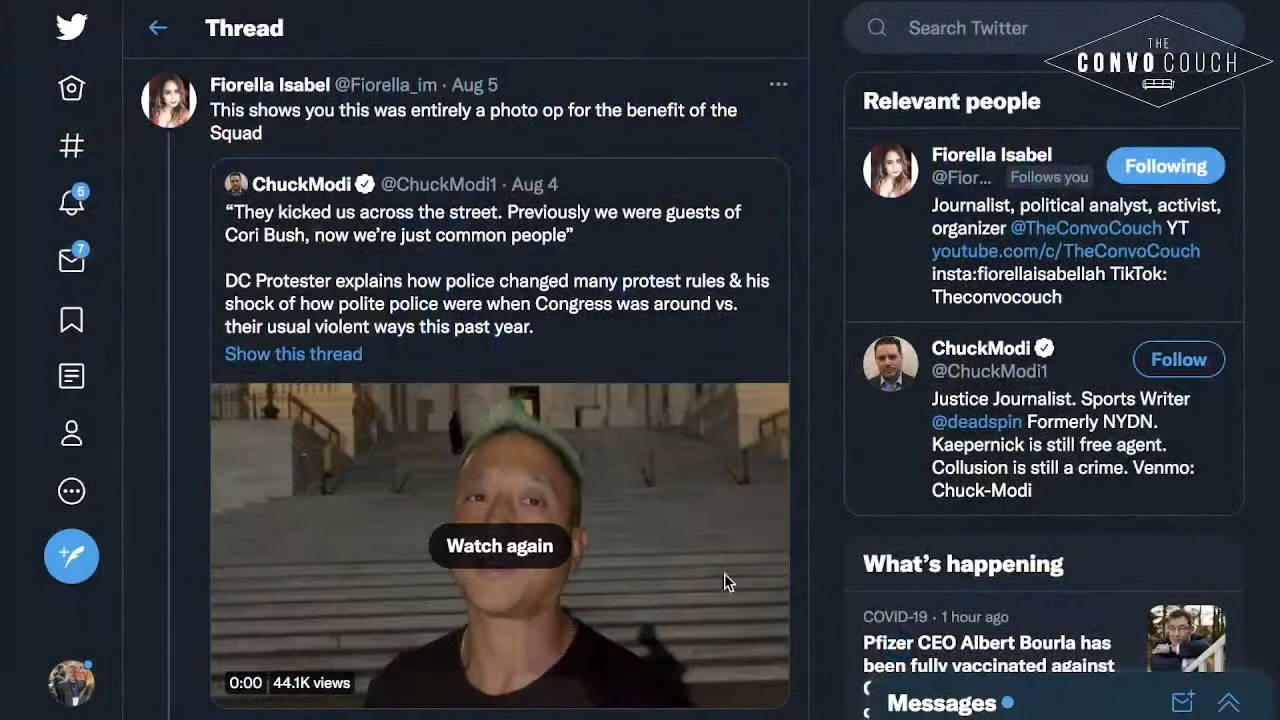 Thread
Fiorella Isabel @Fiorella_im · Aug 5
This shows you this was entirely a photo op for the benefit of the
Squad
ChuckModi @ChuckModi1 · Aug 4
“They kicked us across the street. Previously we were guests of
Cori Bush, now we’re just common people”
DC Protester explains how police changed many protest rules & his
shock of how polite police were when Congress was around vs.
their usual violent ways this past year.
Show this thread
Watch again
0:00 44.1K views
5
7
Search Twitter
THE
CONVO COUCH
Relevant people
Fiorella Isabel
@Fior... Follows you
Following
Journalist, political analyst, activist,
organizer @TheConvoCouch YT
youtube.com/c/TheConvoCouch
insta:fiorellaisabellah TikTok:
Theconvocouch
ChuckModi
@ChuckModi1
Follow
Justice Journalist. Sports Writer
@deadspin Formerly NYDN.
Kaepernick is still free agent.
Collusion is still a crime. Venmo:
Chuck-Modi
What’s happening
COVID-19 · 1 hour ago
Pfizer CEO Albert Bourla has
been fully vaccinated against
Messages